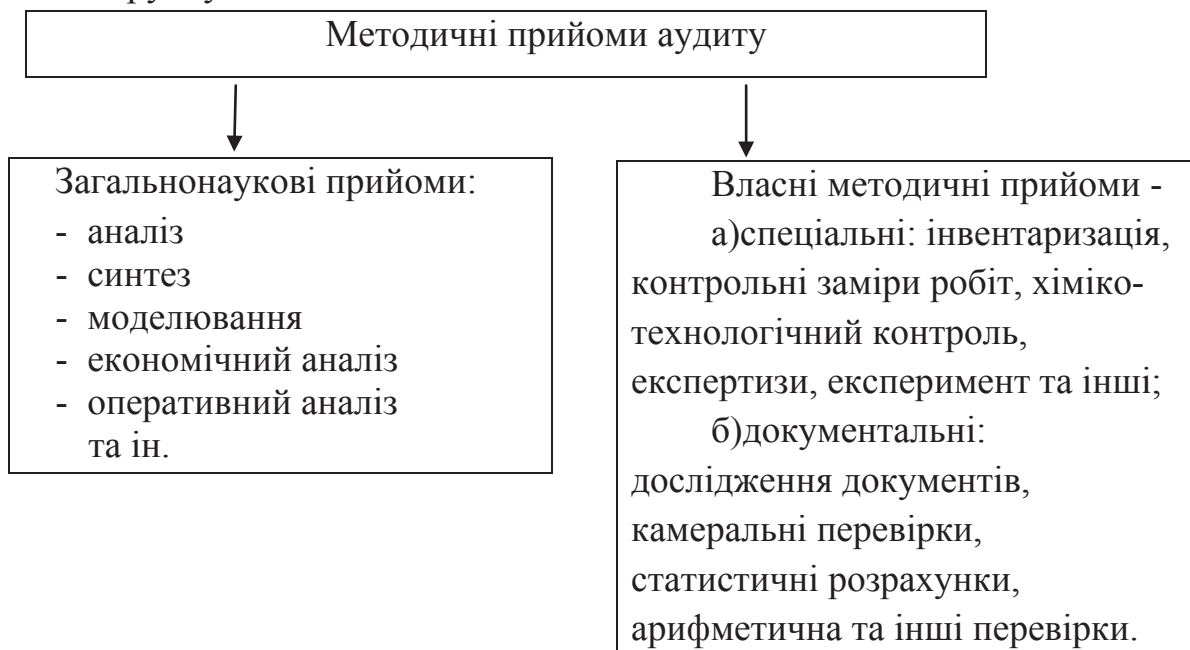 Методичні прийоми аудиту
Загальнонаукові прийоми:
- аналіз
- синтез
- моделювання
- економічний аналіз
- оперативний аналіз
та ін.
Власні методичні прийоми -
а)спеціальні: інвентаризація,
контрольні заміри робіт, хіміко-
технологічний контроль,
експертизи, експеримент та інші;
б)документальні:
дослідження документів,
камеральні перевірки,
статистичні розрахунки,
арифметична та інші перевірки.